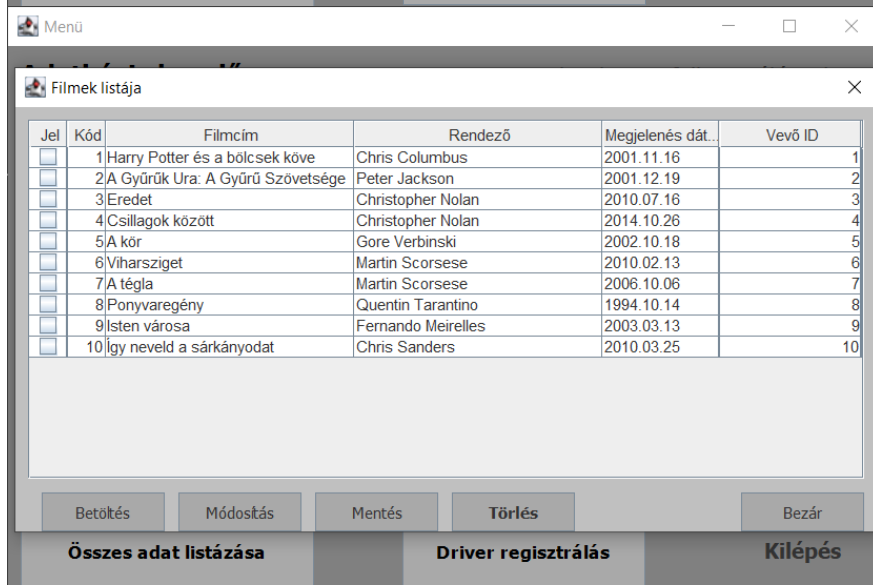 Menü
Filmek listája
Jel Kód Filmcím Rendező Megjelenés dát... Vevő ID
1 Harry Potter és a bölcsek köve Chris Columbus 2001.11.16 1
2 A Gyűrűk Ura: A Gyűrű Szövetsége Peter Jackson 2001.12.19 2
3 Eredet Christopher Nolan 2010.07.16 3
4 Csillagok között Christopher Nolan 2014.10.26 4
5 A kör Gore Verbinski 2002.10.18 5
6 Viharsziget Martin Scorsese 2010.02.13 6
7 A tégla Martin Scorsese 2006.10.06 7
8 Ponyvaregény Quentin Tarantino 1994.10.14 8
9 Isten városa Fernando Meirelles 2003.03.13 9
10 Így neveld a sárkányodat Chris Sanders 2010.03.25 10
Betöltés Módosítás Mentés Törlés Bezár
Összes adat listázása Driver regisztrálás Kilépés